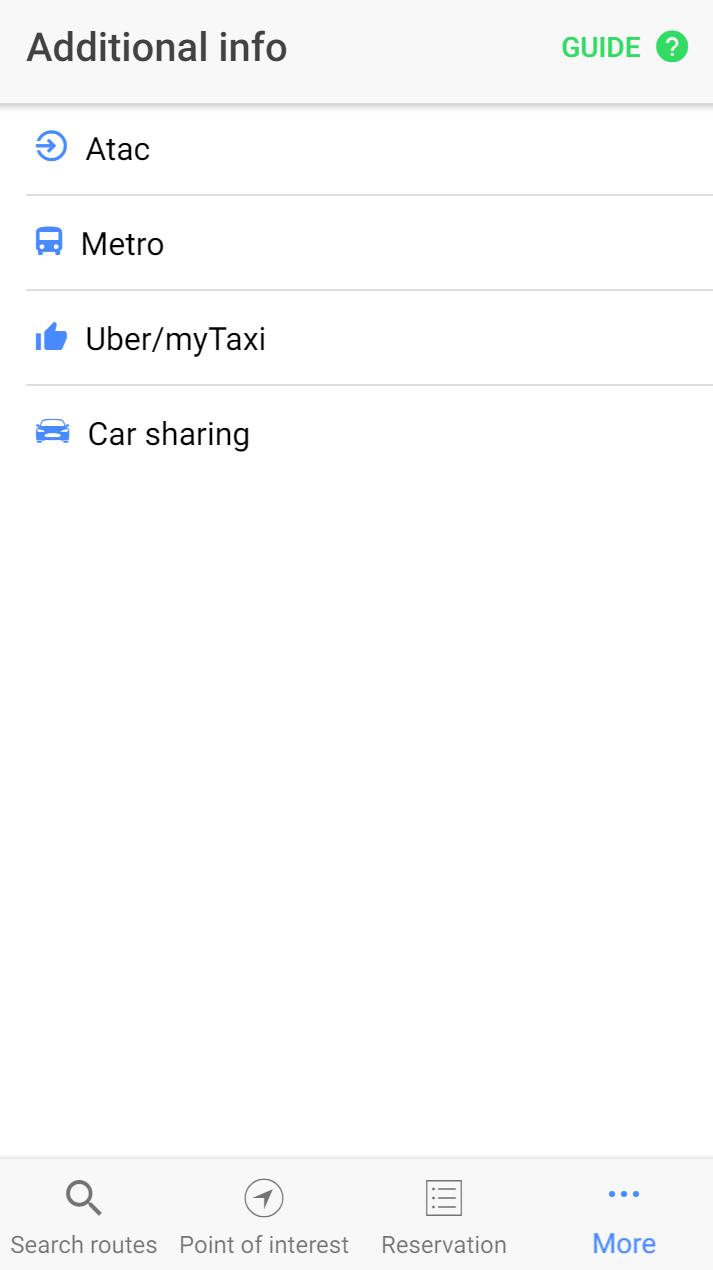 Additional info
GUIDE ?
Atac
Metro
Uber/myTaxi
Car sharing
Search routes
Point of interest
Reservation
More